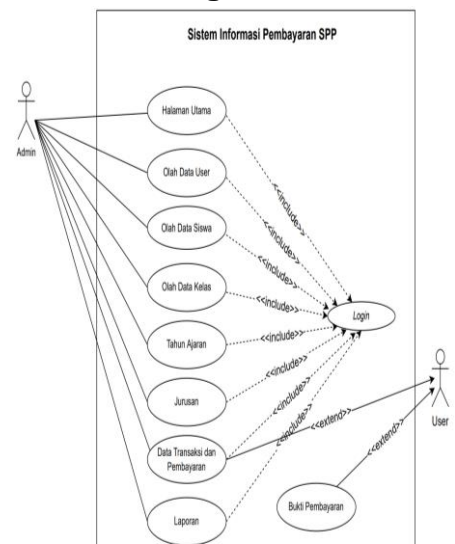 Sistem Informasi Pembayaran SPP
Halaman Utama
Admin
Olah Data User
<<include>>
Olah Data Siswa
<<include>>
<<include>>
Olah Data Kelas
<<include>>
Login
Tahun Ajaran
<<include>>
<<include>>
Jurusan
<<include>>
<<include>>
User
Data Transaksi dan
Pembayaran
<<extend>>
<<extend>>
Bukti Pembayaran
Laporan